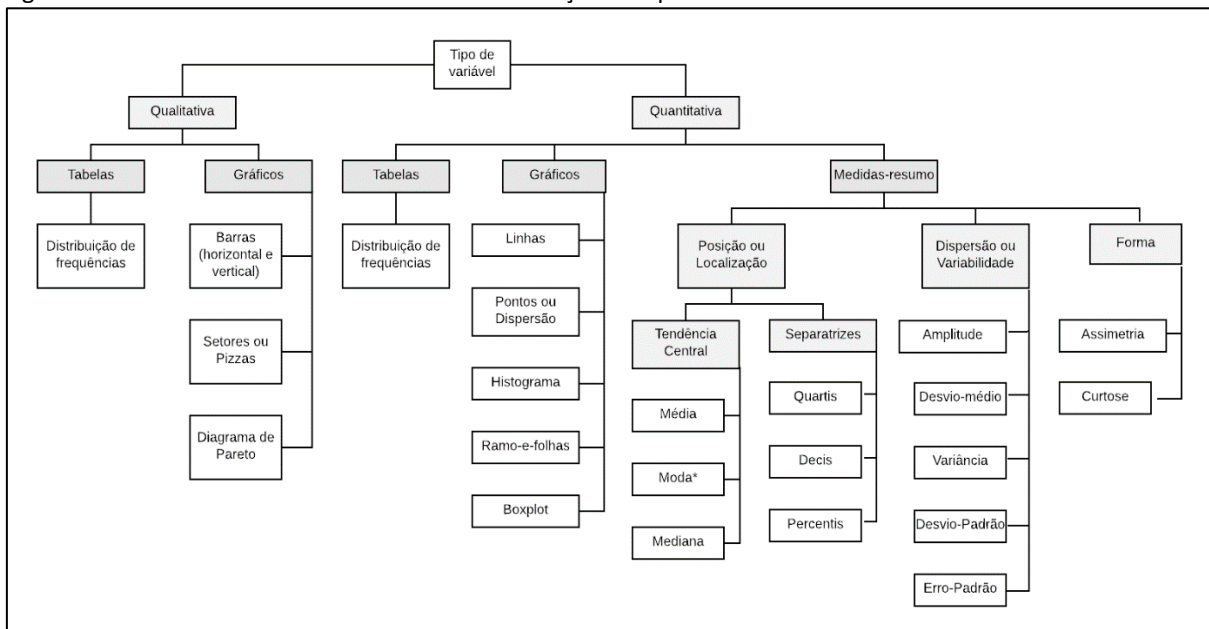 Tipo de
variável
Qualitativa
Quantitativa
Tabelas
Gráficos
Tabelas
Gráficos
Medidas-resumo
Distribuição de
frequências
Barras
(horizontal e
vertical)
Setores ou
Pizzas
Diagrama de
Pareto
Distribuição de
frequências
Linhas
Pontos ou
Dispersão
Histograma
Ramo-e-folhas
Boxplot
Posição ou
Localização
Dispersão ou
Variabilidade
Forma
Tendência
Central
Separatrizes
Média
Moda*
Mediana
Quartis
Decis
Percentis
Amplitude
Desvio-médio
Variância
Desvio-Padrão
Erro-Padrão
Assimetria
Curtose